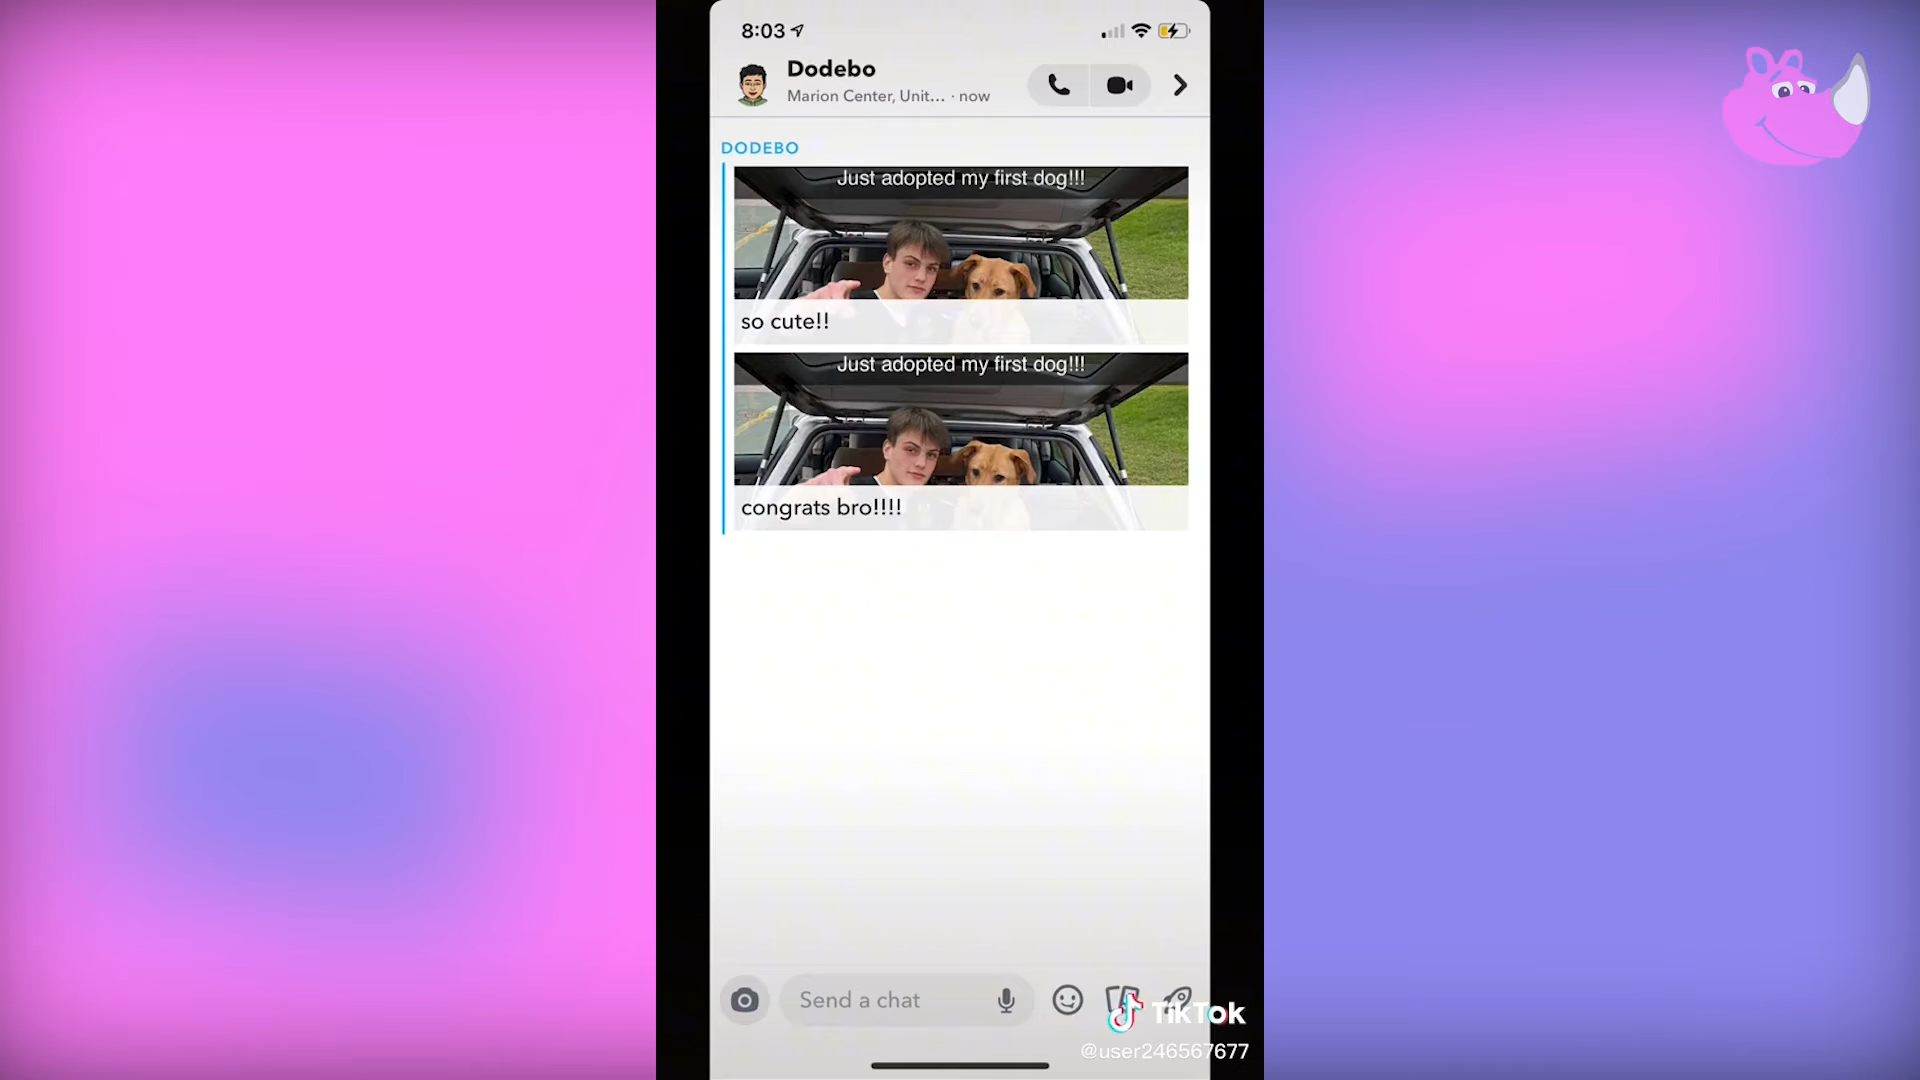 8:03
Dodebo
Marion Center, Unit... · now
DODEBO
Just adopted my first dog!!!
so cute!!
Just adopted my first dog!!!
congrats bro!!!!
Send a chat
TikTok
@user246567677